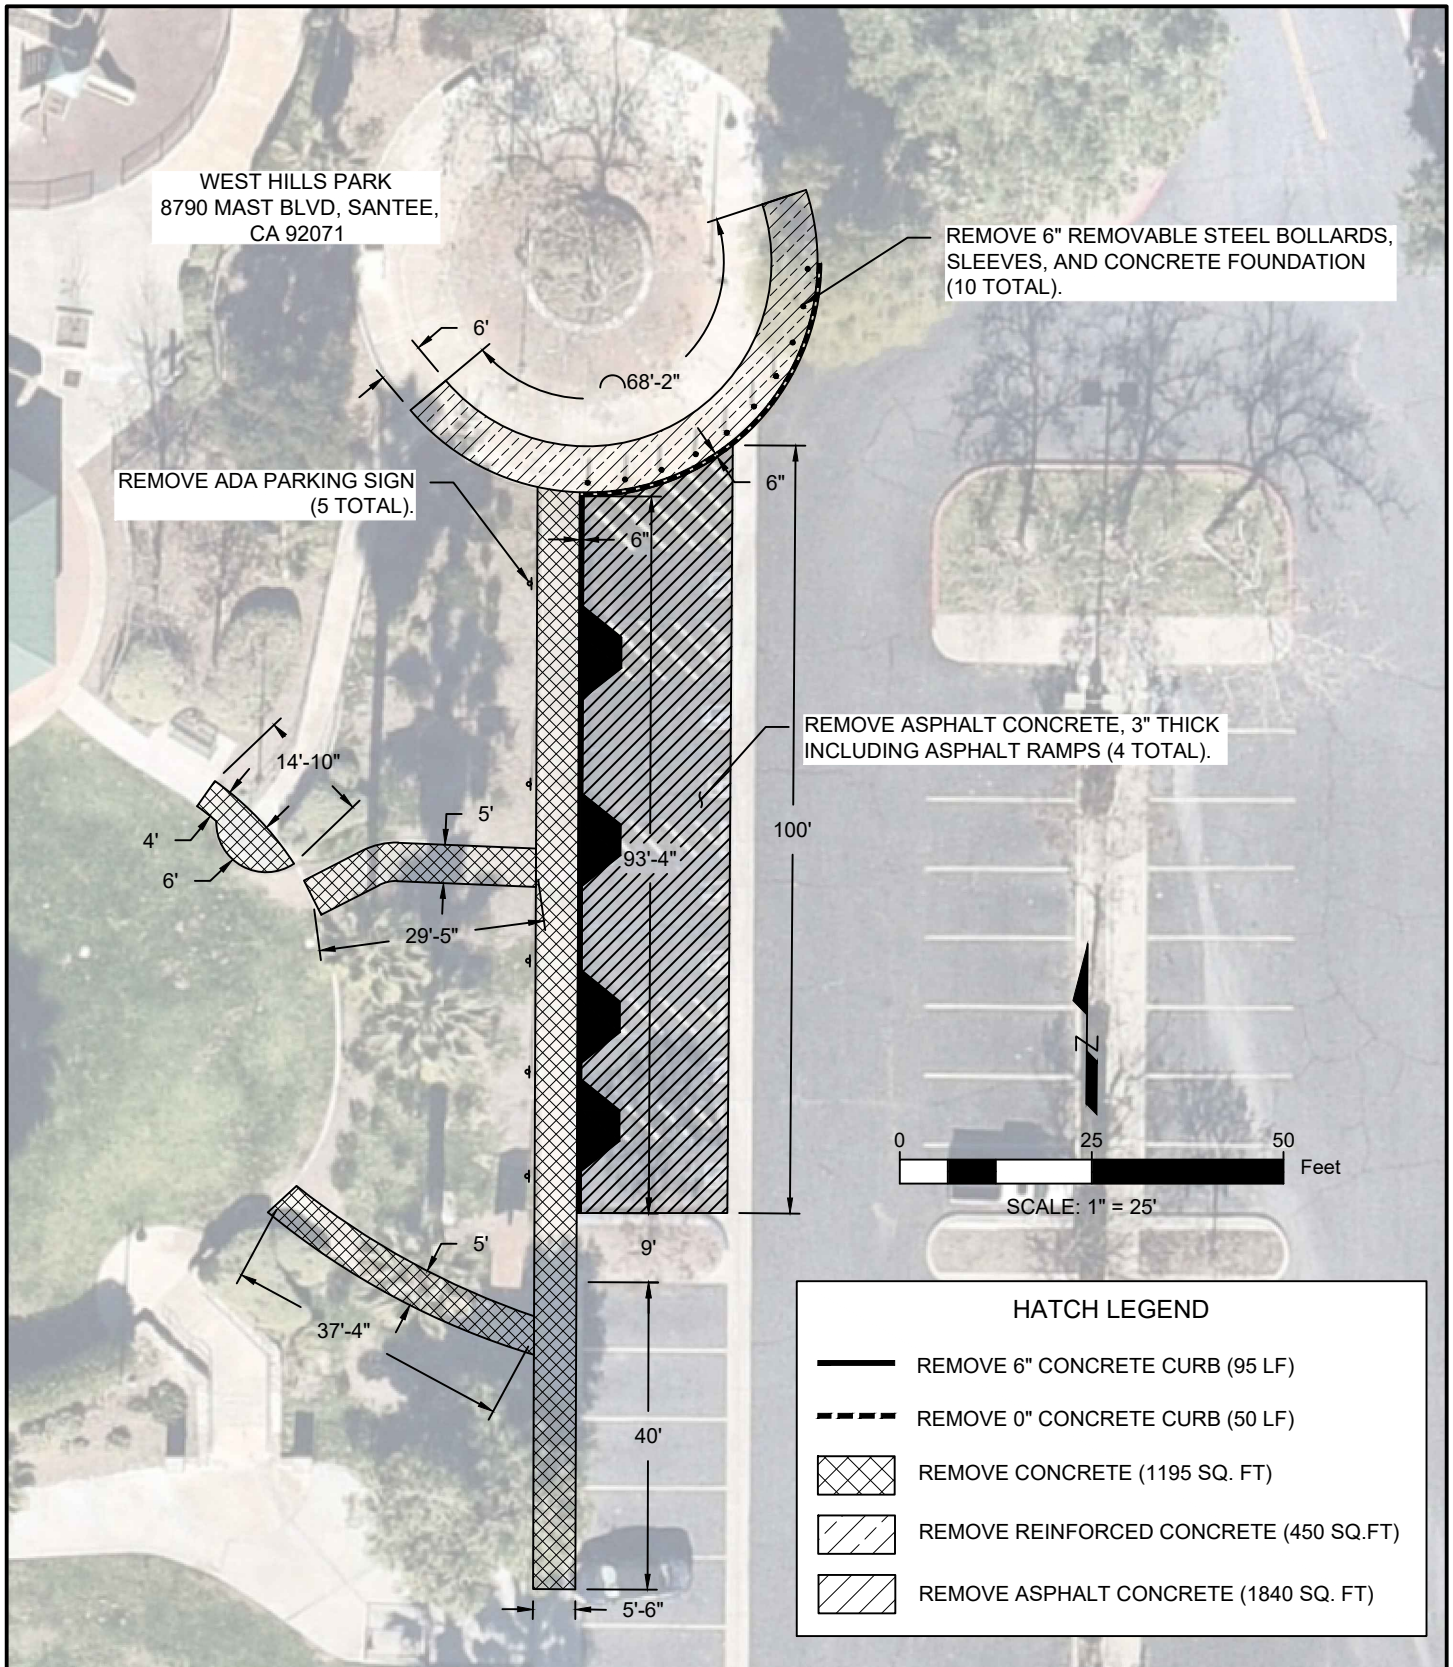 WEST HILLS PARK
8790 MAST BLVD, SANTEE,
CA 92071
REMOVE 6" REMOVABLE STEEL BOLLARDS,
SLEEVES, AND CONCRETE FOUNDATION
(10 TOTAL).
6'
68'-2"
REMOVE ADA PARKING SIGN
(5 TOTAL).
6"
6"
REMOVE ASPHALT CONCRETE, 3" THICK
INCLUDING ASPHALT RAMPS (4 TOTAL).
14'-10"
4'
6'
5'
100'
93'-4"
29'-5"
Z
0 25 50
Feet
SCALE: 1" = 25'
5'
9'
37'-4"
40'
5'-6"
HATCH LEGEND
REMOVE 6" CONCRETE CURB (95 LF)
REMOVE 0" CONCRETE CURB (50 LF)
REMOVE CONCRETE (1195 SQ. FT)
REMOVE REINFORCED CONCRETE (450 SQ.FT)
REMOVE ASPHALT CONCRETE (1840 SQ. FT)